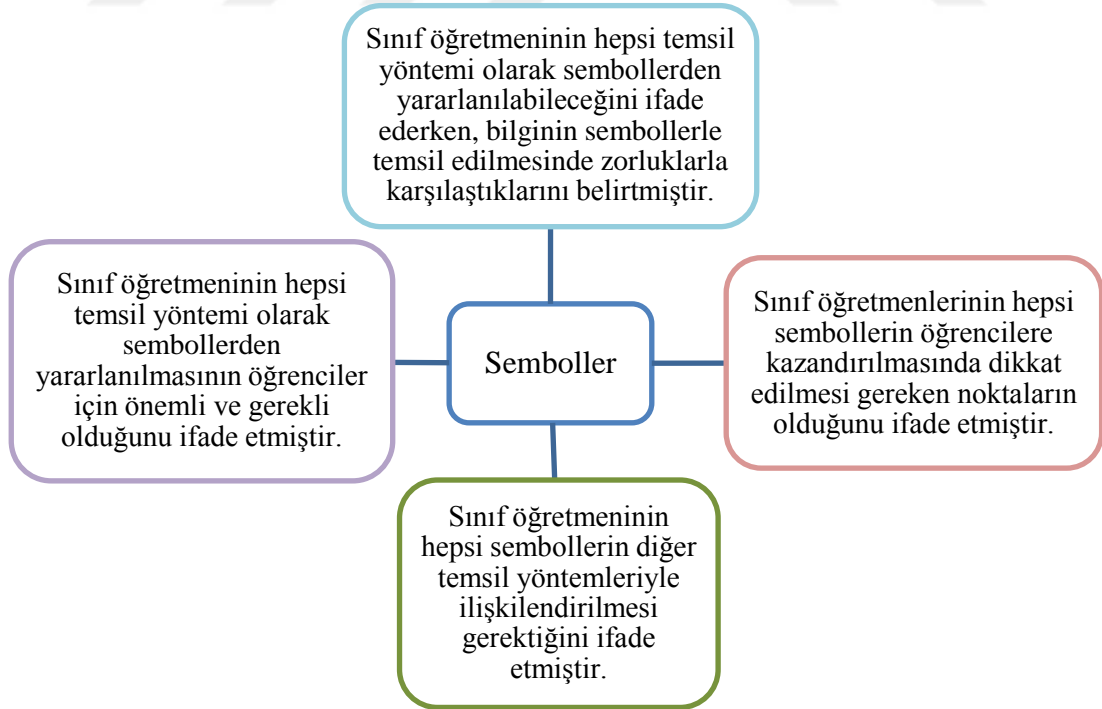 Sınıf öğretmeninin hepsi temsil
yöntemi olarak sembollerden
yararlanılabileceğini ifade
ederken, bilginin sembollerle
temsil edilmesinde zorluklarla
karşılaştıklarını belirtmiştir.
Sınıf öğretmeninin hepsi
temsil yöntemi olarak
sembollerden
yararlanılmasının öğrenciler
için önemli ve gerekli
olduğunu ifade etmiştir.
Semboller
Sınıf öğretmenlerinin hepsi
sembollerin öğrencilere
kazandırılmasında dikkat
edilmesi gereken noktaların
olduğunu ifade etmiştir.
Sınıf öğretmeninin
hepsi sembollerin diğer
temsil yöntemleriyle
ilişkilendirilmesi
gerektiğini ifade
etmiştir.